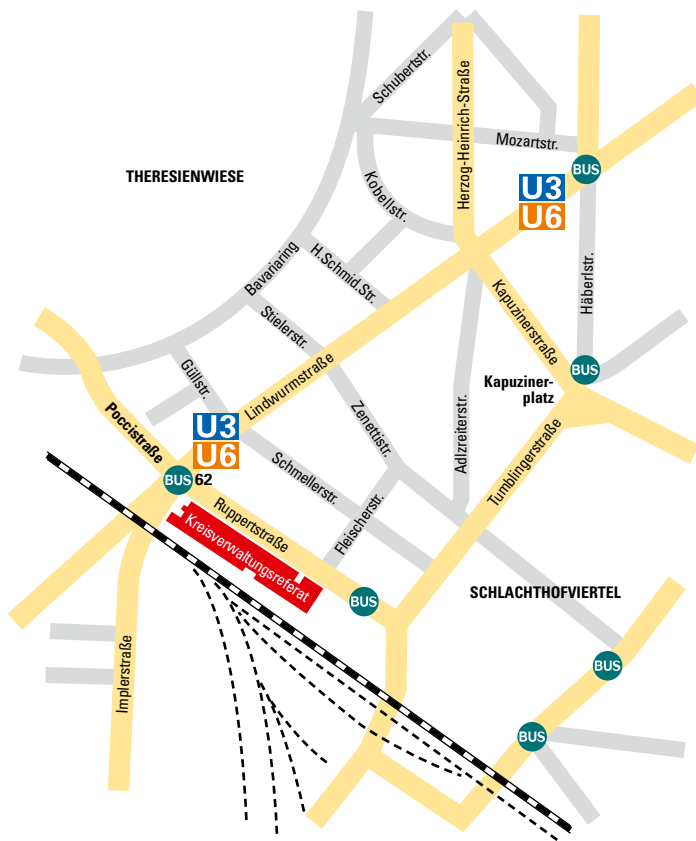 Schubertstr.
Herzog-Heinrich-Straße
Mozartstr.
BUS
THERESIENWIESE
U3
U6
Kobellstr.
Bavariaring
H.Schmid.Str.
Kapuzinerstraße
Häberlstr.
Stielerstr.
Lindwurmstraße
Güllstr.
BUS
Kapuziner-
platz
Poccistraße
U3
U6
Zenettistr.
Adlzreiterstr.
Tumblingerstraße
BUS 62
Schmellerstr.
Ruppertstraße
Fleischerstr.
Kreisverwaltungsreferat
BUS
SCHLACHTHOFVIERTEL
Implerstraße
BUS
BUS